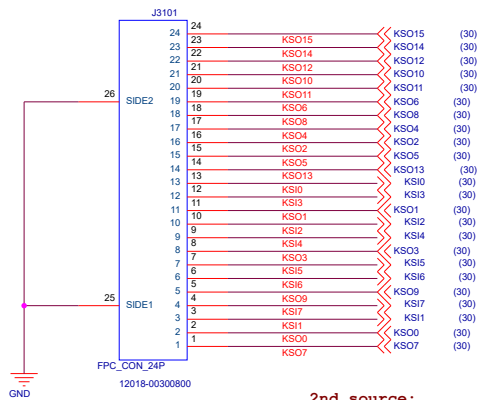 J3101
24 24 KSO15 KSO15 (30)
23 23 KSO14 KSO14 (30)
22 22 KSO12 KSO12 (30)
21 21 KSO10 KSO10 (30)
20 20 KSO11 KSO11 (30)
26 SIDE2 19 19 KSO6 KSO6 (30)
18 18 KSO8 KSO8 (30)
17 17 KSO4 KSO4 (30)
16 16 KSO2 KSO2 (30)
15 15 KSO5 KSO5 (30)
14 14 KSO13 KSO13 (30)
13 13 KSI0 KSI0 (30)
12 12 KSI3 KSI3 (30)
11 11 KSO1 KSO1 (30)
10 10 KSI2 KSI2 (30)
9 9 KSI4 KSI4 (30)
8 8 KSO3 KSO3 (30)
7 7 KSI5 KSI5 (30)
6 6 KSI6 KSI6 (30)
5 5 KSO9 KSO9 (30)
25 SIDE1 4 4 KSI7 KSI7 (30)
3 3 KSI1 KSI1 (30)
2 2 KSO0 KSO0 (30)
1 1 KSO7 KSO7 (30)
FPC_CON_24P
12018-00300800
GND
2nd source: